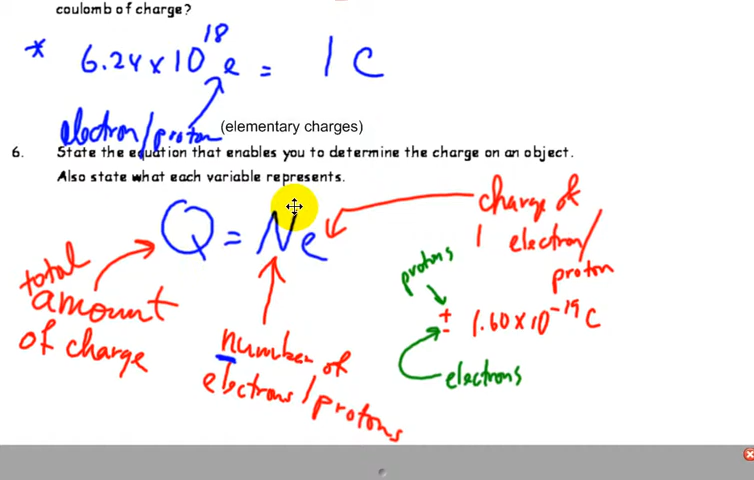 coulomb of charge?
* 6.24 x 10^18 e = 1 C
electron/proton (elementary charges)
6. State the equation that enables you to determine the charge on an object.
Also state what each variable represents.
Q = Ne
charge of
1 electron/
proton
total
amount
of charge
number of
electrons/protons
protons
± 1.60 x 10^-19 C
electrons